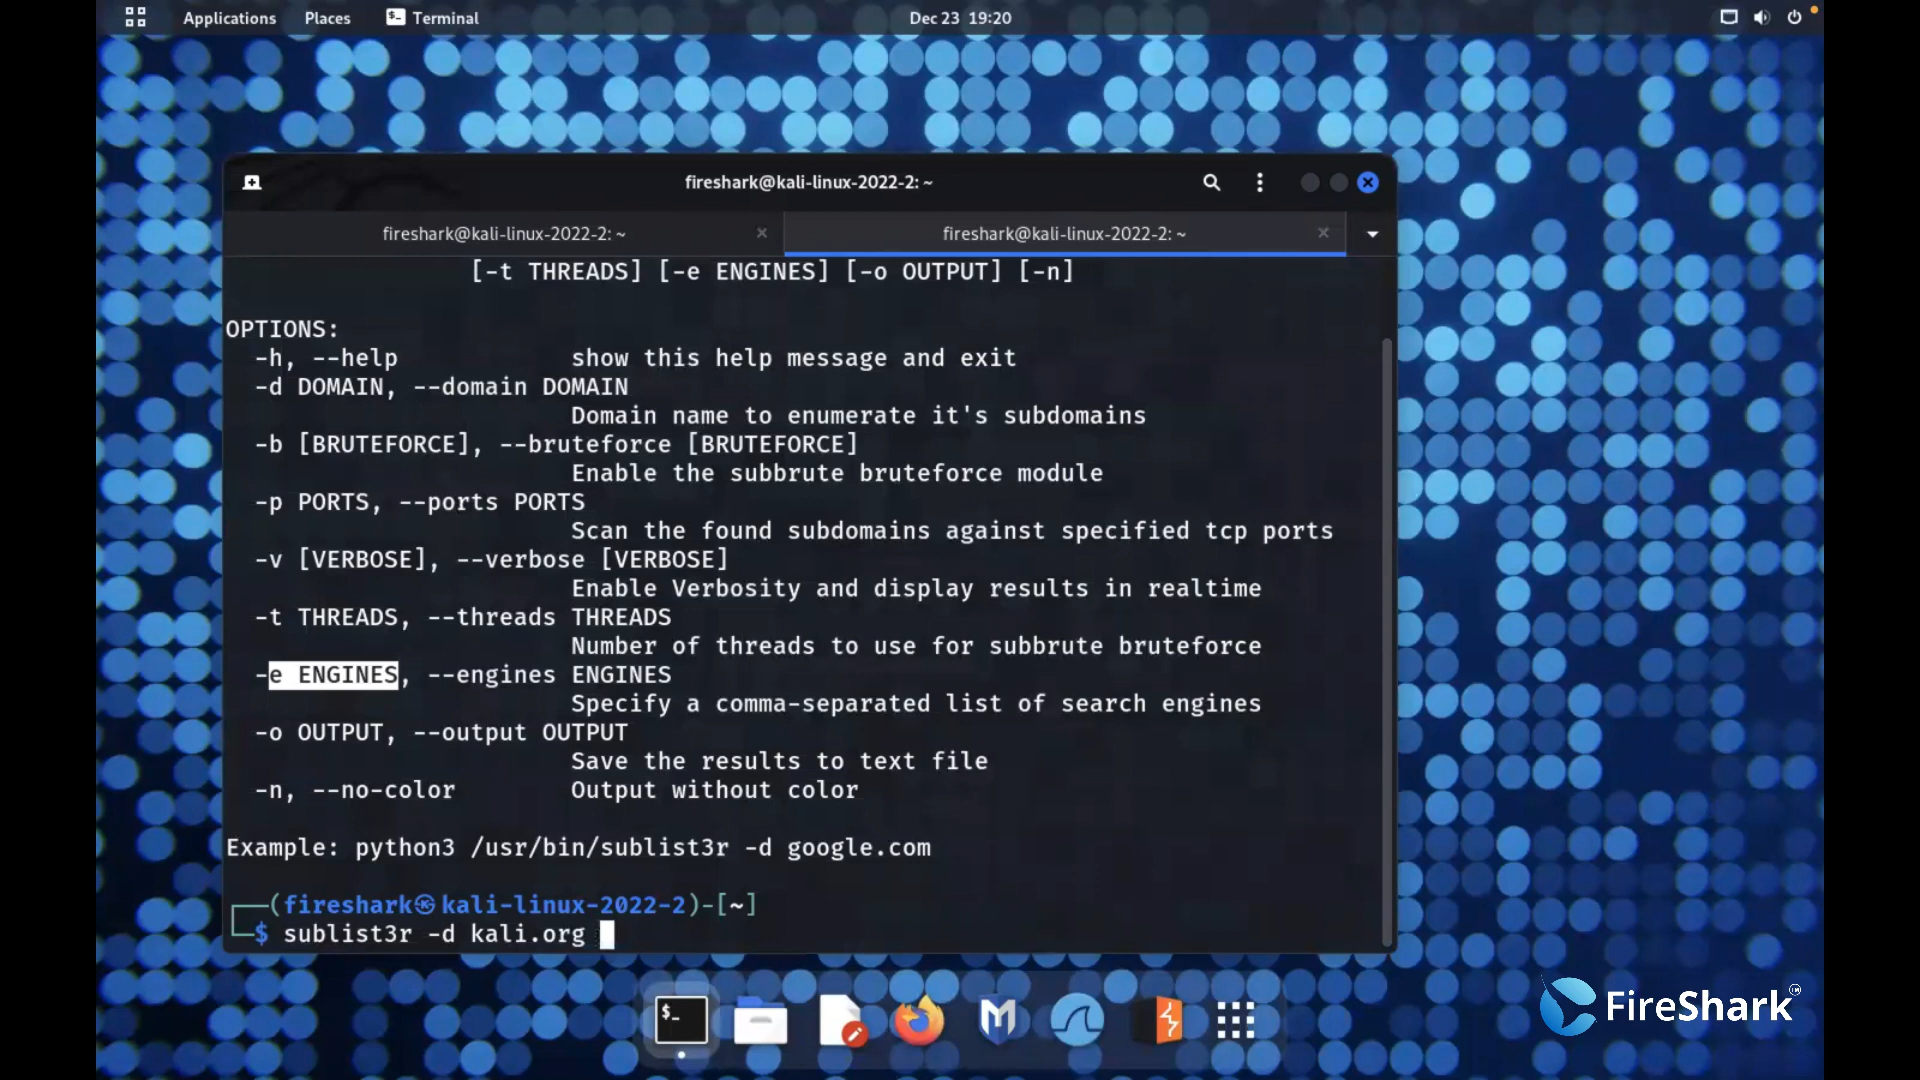 Applications Places Terminal Dec 23 19:20
fireshark@kali-linux-2022-2: ~
fireshark@kali-linux-2022-2: ~ fireshark@kali-linux-2022-2: ~
[-t THREADS] [-e ENGINES] [-o OUTPUT] [-n]
OPTIONS:
-h, --help show this help message and exit
-d DOMAIN, --domain DOMAIN
Domain name to enumerate it's subdomains
-b [BRUTEFORCE], --bruteforce [BRUTEFORCE]
Enable the subbrute bruteforce module
-p PORTS, --ports PORTS
Scan the found subdomains against specified tcp ports
-v [VERBOSE], --verbose [VERBOSE]
Enable Verbosity and display results in realtime
-t THREADS, --threads THREADS
Number of threads to use for subbrute bruteforce
-e ENGINES, --engines ENGINES
Specify a comma-separated list of search engines
-o OUTPUT, --output OUTPUT
Save the results to text file
-n, --no-color Output without color
Example: python3 /usr/bin/sublist3r -d google.com
┌──(fireshark㉿kali-linux-2022-2)-[~]
└─$ sublist3r -d kali.org
FireShark™